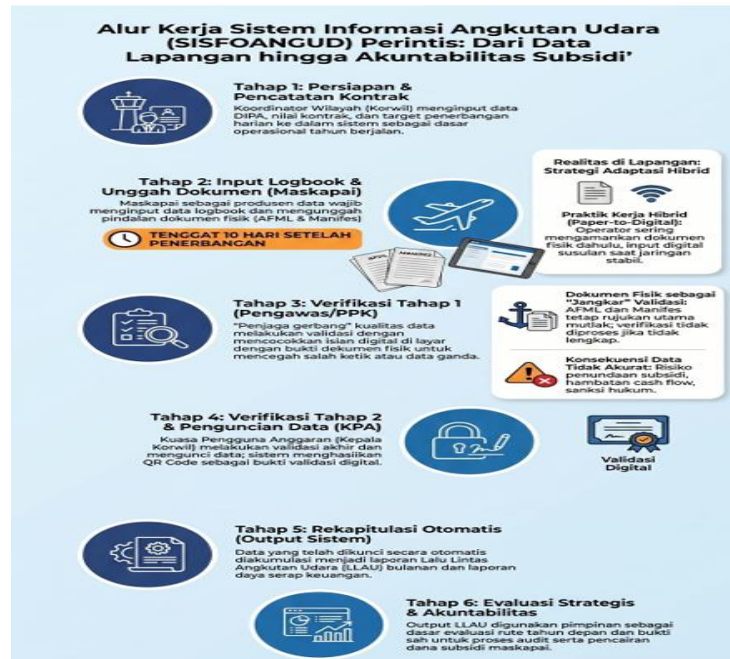 Alur Kerja Sistem Informasi Angkutan Udara
(SISFOANGUD) Perintis: Dari Data
Lapangan hingga Akuntabilitas Subsidi'
Tahap 1: Persiapan &
Pencatatan Kontrak
Koordinator Wilayah (Korwil) menginput data
DIPA, nilai kontrak, dan target penerbangan
harian ke dalam sistem sebagai dasar
operasional tahun berjalan.
Tahap 2: Input Logbook &
Unggah Dokumen (Maskapai)
Maskapai sebagai produsen data wajib
menginput data logbook dan mengunggah
pindalan dokumen fisik (AFML & Manifes)
TENGGAT 10 HARI SETELAH
PENERBANGAN
Realitas di Lapangan:
Strategi Adaptasi Hibrid
Praktik Kerja Hibrid
(Paper-to-Digital):
Operator sering
mengamankan dokumen
fisik dahulu, input digital
susulan saat jaringan
stabil.
Tahap 3: Verifikasi Tahap 1
(Pengawas/PPK)
"Penjaga gerbang" kualitas data
melakukan validasi dengan
mencocokkan isian digital di layar
dengan bukti dekumen fisik untuk
mencegah salah ketik atau data ganda.
Dokumen Fisik sebagai
"Jangkar" Validasi:
AFML dan Manifes
tetap rujukan utama
mutlak; verifikasi tidak
diproses jika tidak
lengkap.
Konsekuensi Data
Tidak Akurat: Risiko
penundaan subsidi,
hambatan cash flow,
sanksi hukum.
Tahap 4: Verifikasi Tahap 2
& Penguncian Data (KPA)
Kuasa Pengguna Anggaran (Kepala
Korwil) melakukan validasi akhir dan
mengunci data; sistem menghasilkan
QR Code sebagai bukti validasi digital.
Validasi
Digital
Tahap 5: Rekapitulasi Otomatis
(Output Sistem)
Data yang telah dikunci secara otomatis
diakumulasi menjadi laporan Lalu Lintas
Angkutan Udara (LLAU) bulanan dan laporan
daya serap keuangan.
Tahap 6: Evaluasi Strategis
& Akuntabilitas
Output LLAU digunakan pimpinan sebagai
dasar evaluasi rute tahun depan dan bukti
sah untuk proses audit serta pencairan
dana subsidi maskapai.